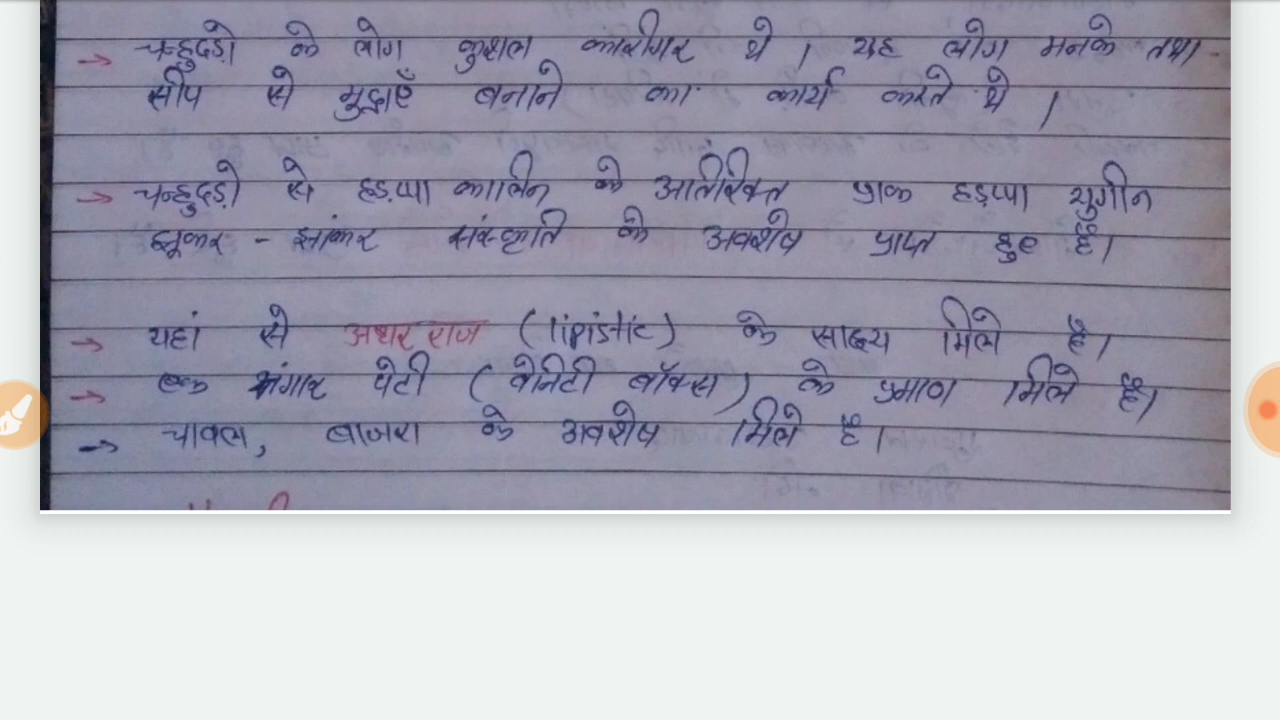 → चन्हुदड़ो के लोग कुशल कारीगर थे । यह लोग मनके तथा
सीप से मुद्राएँ बनाने का कार्य करते थे ।
→ चन्हुदड़ो से हड़प्पा कालिन के अतिरिक्त प्राक हड़प्पा युगीन
झूकर - झांकर संस्कृति के अवशेष प्राप्त हुए है।
→ यहां से अधर राज (lipistic) के साक्ष्य मिले है।
→ एक श्रंगार पेटी (वेनिटी बॉक्स) के प्रमाण मिले है।
→ चावल, बाजरा के अवशेष मिले है।